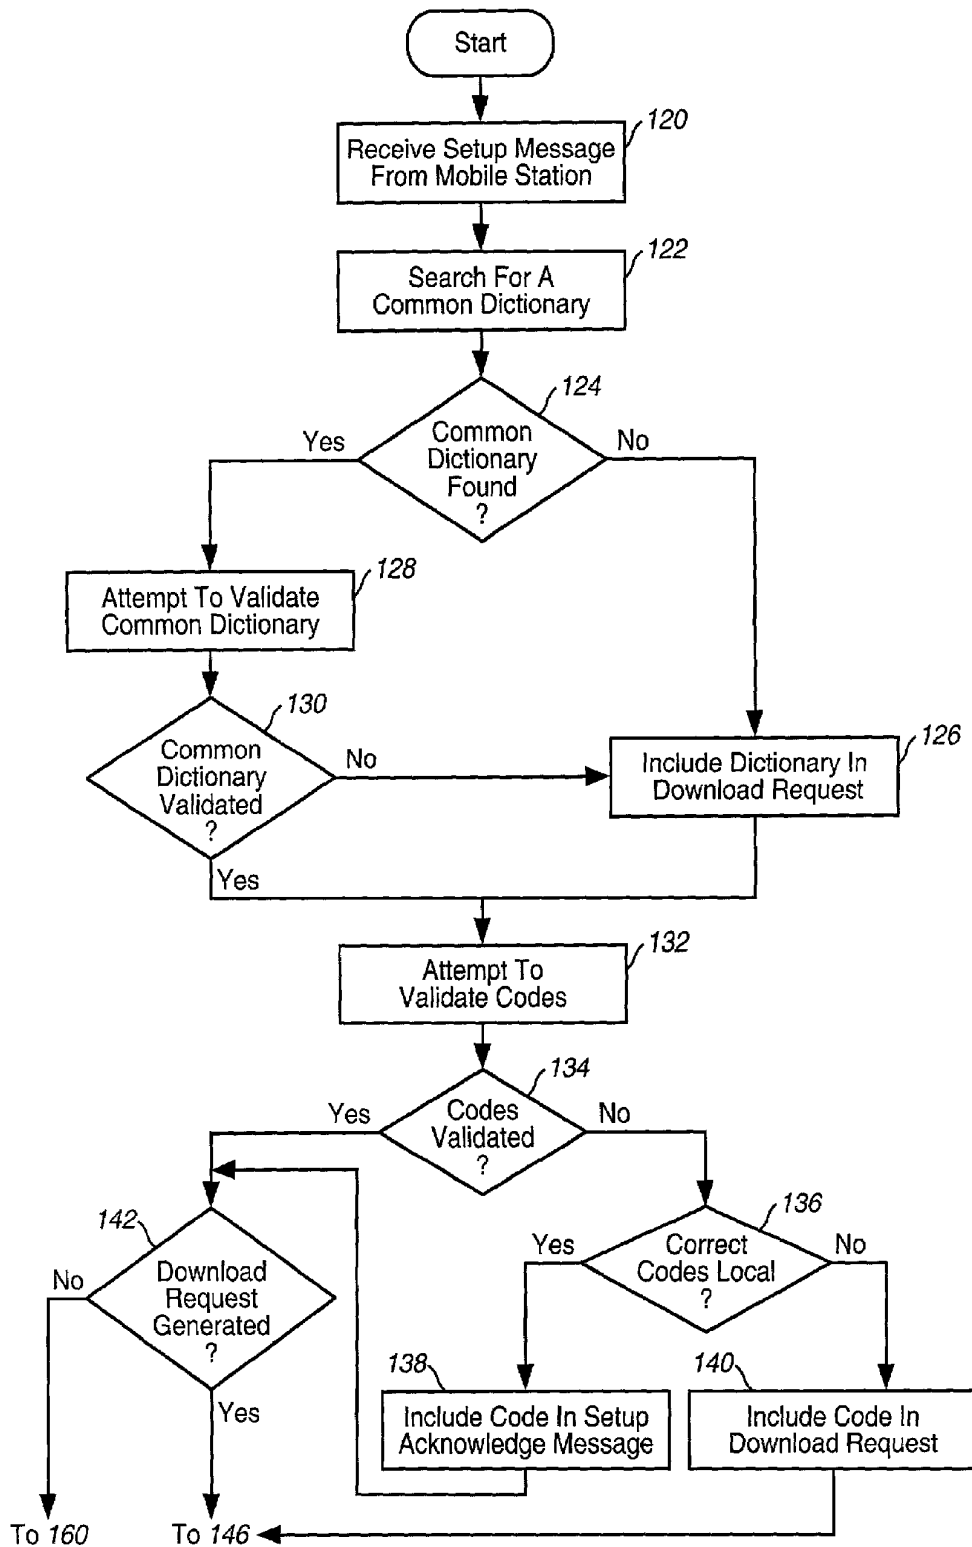 Start
120
Receive Setup Message
From Mobile Station
122
Search For A
Common Dictionary
124
Common
Dictionary
Found
?
Yes
No
128
Attempt To Validate
Common Dictionary
130
Common
Dictionary
Validated
?
No
Yes
126
Include Dictionary In
Download Request
132
Attempt To
Validate Codes
134
Codes
Validated
?
Yes
No
136
Correct
Codes Local
?
Yes
No
142
Download
Request
Generated
?
No
Yes
138
Include Code In Setup
Acknowledge Message
140
Include Code In
Download Request
To 160
To 146